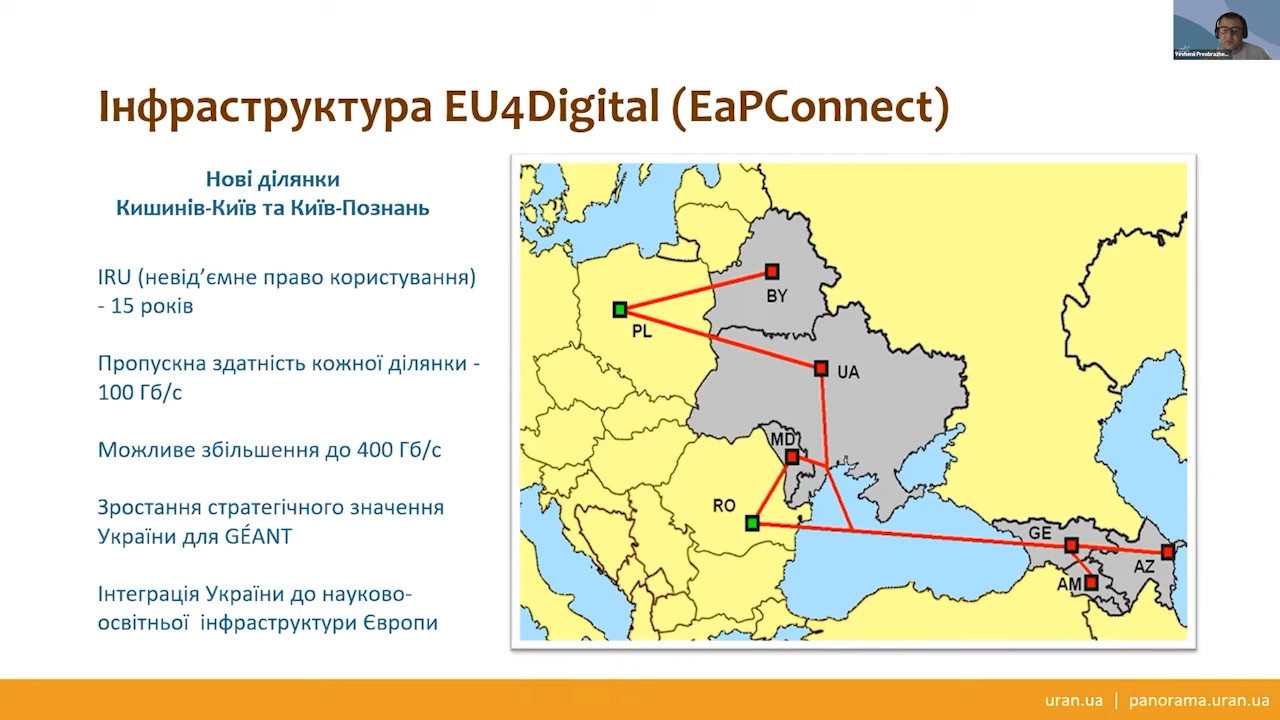 Yevhenii Preobrazhe...
Інфраструктура EU4Digital (EaPConnect)
Нові ділянки
Кишинів-Київ та Київ-Познань
IRU (невід’ємне право користування)
- 15 років
Пропускна здатність кожної ділянки -
100 Гб/с
Можливе збільшення до 400 Гб/с
Зростання стратегічного значення
України для GÉANT
Інтеграція України до науково-
освітньої інфраструктури Європи
BY
PL
UA
MD
RO
GE
AZ
AM
uran.ua | panorama.uran.ua